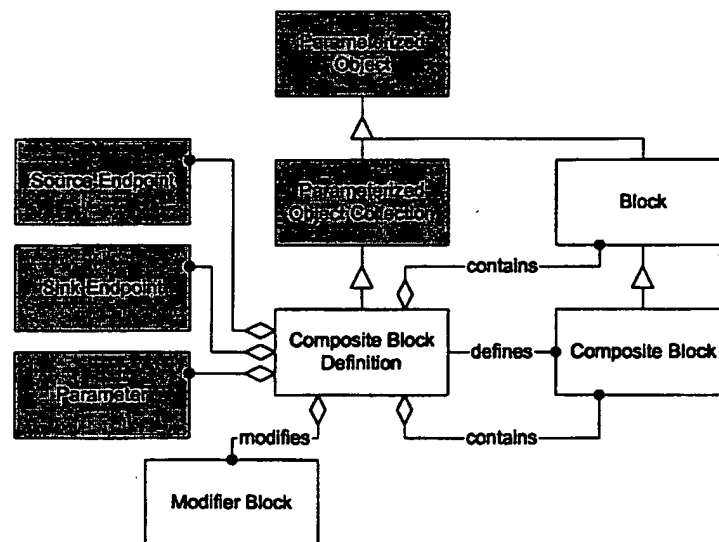 Parameterized
Object
Source Endpoint
Parameterized
Object Collection
Block
Sink Endpoint
contains
Composite Block
Definition
defines
Composite Block
Parameter
modifies
contains
Modifier Block